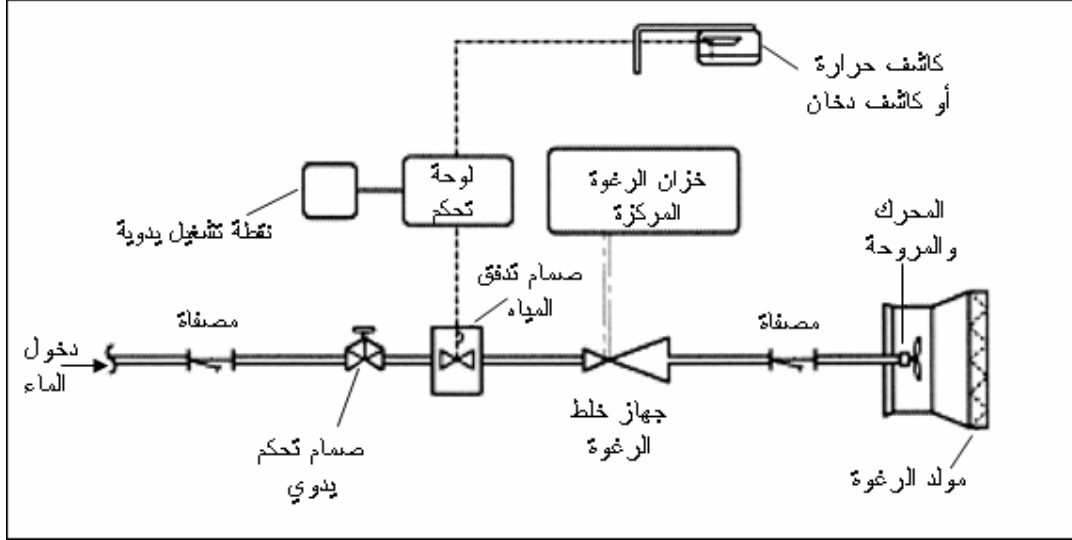 كاشف حرارة
أو كاشف دخان
لوحة
تحكم
خزان الرغوة
المركزة
نقطة تشغيل يدوية
المحرك
والمروحة
صمام تدفق
المياه
مصفاة
مصفاة
دخول
الماء
جهاز خلط
الرغوة
صمام تحكم
يدوي
مولد الرغوة